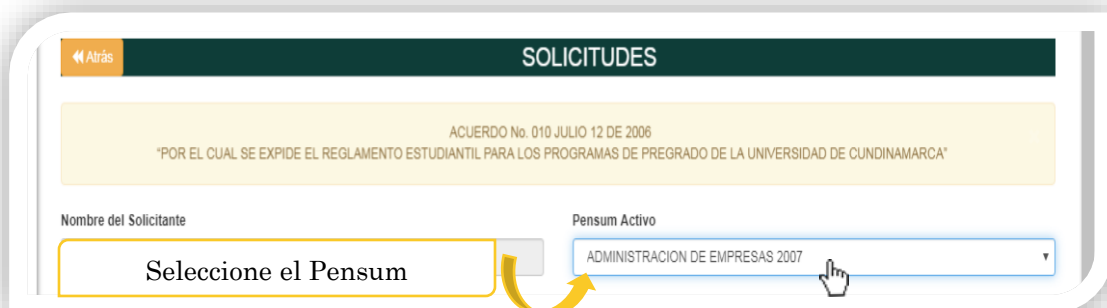 Atrás
SOLICITUDES
ACUERDO No. 010 JULIO 12 DE 2006
"POR EL CUAL SE EXPIDE EL REGLAMENTO ESTUDIANTIL PARA LOS PROGRAMAS DE PREGRADO DE LA UNIVERSIDAD DE CUNDINAMARCA"
Nombre del Solicitante
Pensum Activo
Seleccione el Pensum
ADMINISTRACION DE EMPRESAS 2007